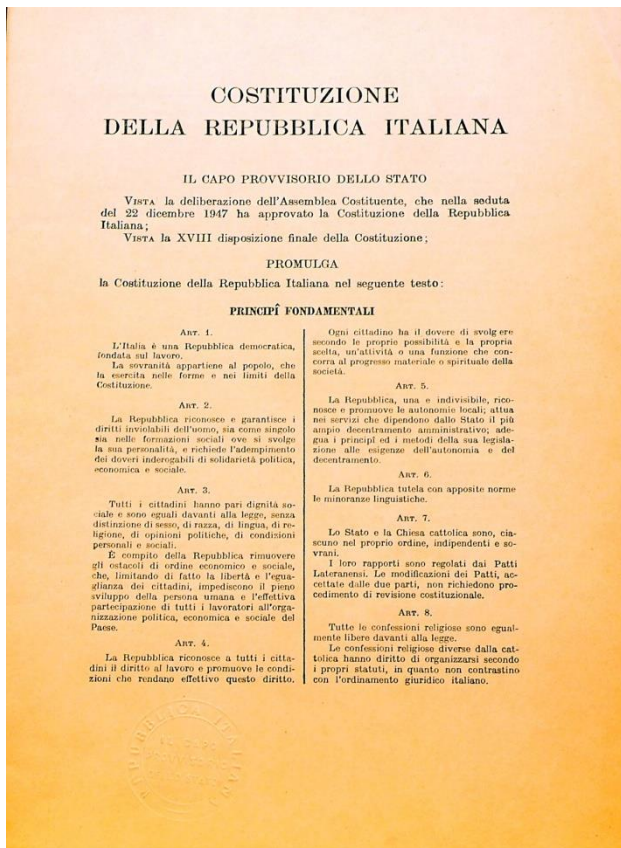 COSTITUZIONE
DELLA REPUBBLICA ITALIANA
IL CAPO PROVVISORIO DELLO STATO
VISTA la deliberazione dell'Assemblea Costituente, che nella seduta
del 22 dicembre 1947 ha approvato la Costituzione della Repubblica
Italiana;
VISTA la XVIII disposizione finale della Costituzione;
PROMULGA
la Costituzione della Repubblica Italiana nel seguente testo:
PRINCIPÎ FONDAMENTALI
ART. 1.
L'Italia è una Repubblica democratica,
fondata sul lavoro.
La sovranità appartiene al popolo, che
la esercita nelle forme e nei limiti della
Costituzione.
ART. 2.
La Repubblica riconosce e garantisce i
diritti inviolabili dell'uomo, sia come singolo
sia nelle formazioni sociali ove si svolge
la sua personalità, e richiede l'adempimento
dei doveri inderogabili di solidarietà politica,
economica e sociale.
ART. 3.
Tutti i cittadini hanno pari dignità so-
ciale e sono eguali davanti alla legge, senza
distinzione di sesso, di razza, di lingua, di re-
ligione, di opinioni politiche, di condizioni
personali e sociali.
É compito della Repubblica rimuovere
gli ostacoli di ordine economico e sociale,
che, limitando di fatto la libertà e l'egua-
glianza dei cittadini, impediscono il pieno
sviluppo della persona umana e l'effettiva
partecipazione di tutti i lavoratori all'orga-
nizzazione politica, economica e sociale del
Paese.
ART. 4.
La Repubblica riconosce a tutti i citta-
dini il diritto al lavoro e promuove le condi-
zioni che rendano effettivo questo diritto.
Ogni cittadino ha il dovere di svolgere
secondo le proprie possibilità e la propria
scelta, un'attività o una funzione che con-
corra al progresso materiale o spirituale della
società.
ART. 5.
La Repubblica, una e indivisibile, rico-
nosce e promuove le autonomie locali; attua
nei servizi che dipendono dallo Stato il più
ampio decentramento amministrativo; ade-
gua i principî ed i metodi della sua legisla-
zione alle esigenze dell'autonomia e del
decentramento.
ART. 6.
La Repubblica tutela con apposite norme
le minoranze linguistiche.
ART. 7.
Lo Stato e la Chiesa cattolica sono, cia-
scuno nel proprio ordine, indipendenti e so-
vrani.
I loro rapporti sono regolati dai Patti
Lateranensi. Le modificazioni dei Patti, ac-
cettate dalle due parti, non richiedono pro-
cedimento di revisione costituzionale.
ART. 8.
Tutte le confessioni religiose sono egual-
mente libere davanti alla legge.
Le confessioni religiose diverse dalla cat-
tolica hanno diritto di organizzarsi secondo
i propri statuti, in quanto non contrastino
con l'ordinamento giuridico italiano.
REPUBBLICA ITALIANA